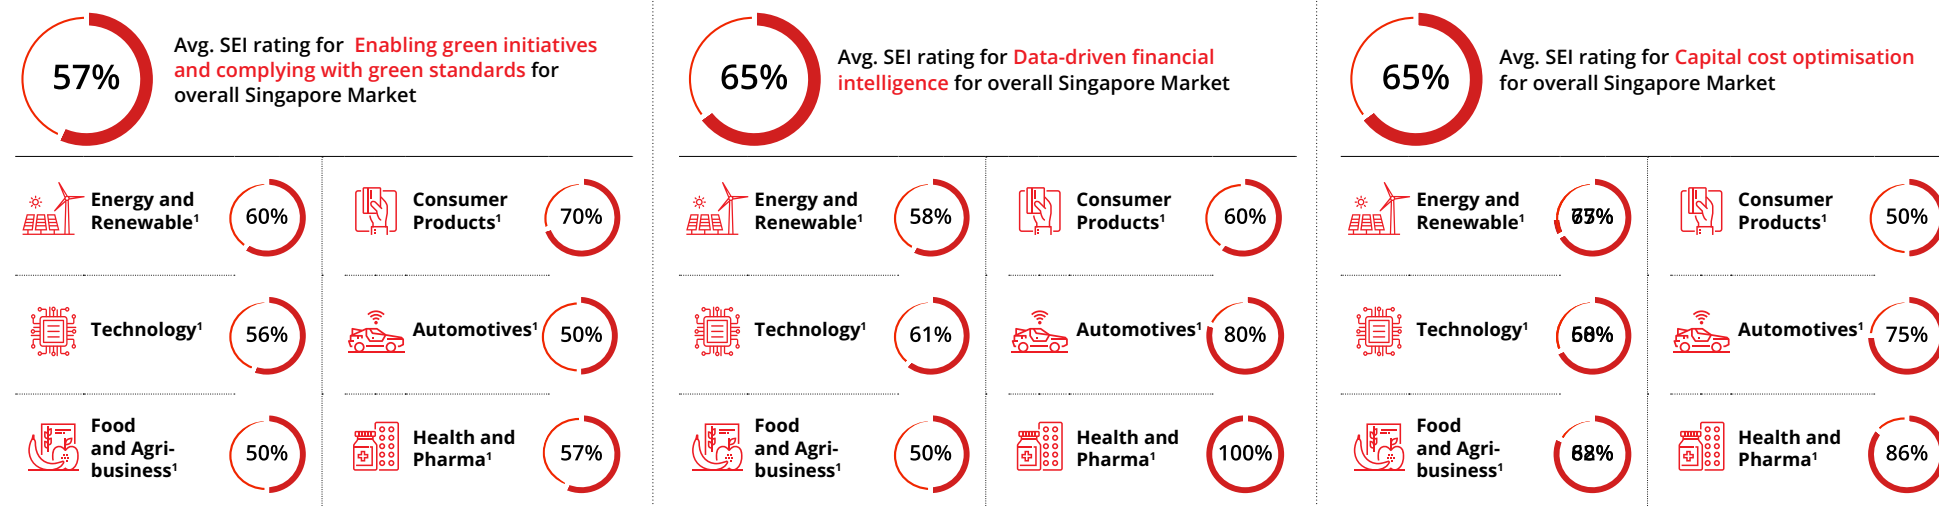 57%
Avg. SEI rating for Enabling green initiatives
and complying with green standards for
overall Singapore Market
Energy and
Renewable¹
60%
Consumer
Products¹
70%
Technology¹
56%
Automotives¹
50%
Food
and Agri-
business¹
50%
Health and
Pharma¹
57%
65%
Avg. SEI rating for Data-driven financial
intelligence for overall Singapore Market
Energy and
Renewable¹
58%
Consumer
Products¹
60%
Technology¹
61%
Automotives¹
80%
Food
and Agri-
business¹
50%
Health and
Pharma¹
100%
65%
Avg. SEI rating for Capital cost optimisation
for overall Singapore Market
Energy and
Renewable¹
Consumer
Products¹
50%
Technology¹
Automotives¹
75%
Food
and Agri-
business¹
Health and
Pharma¹
86%